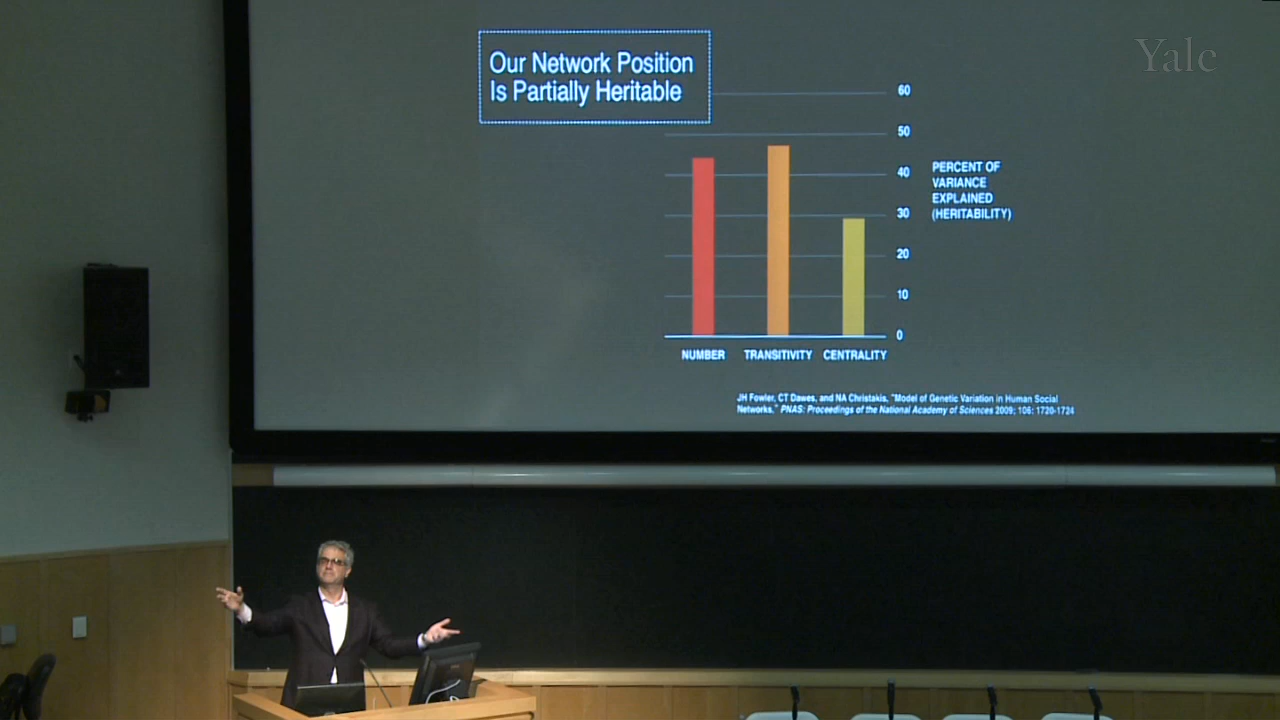 Yale
Our Network Position
Is Partially Heritable
60
50
40
30
20
10
0
PERCENT OF
VARIANCE
EXPLAINED
(HERITABILITY)
NUMBER TRANSITIVITY CENTRALITY
JH Fowler, CT Dawes, and NA Christakis, "Model of Genetic Variation in Human Social
Networks," PNAS: Proceedings of the National Academy of Sciences 2009; 106: 1720-1724